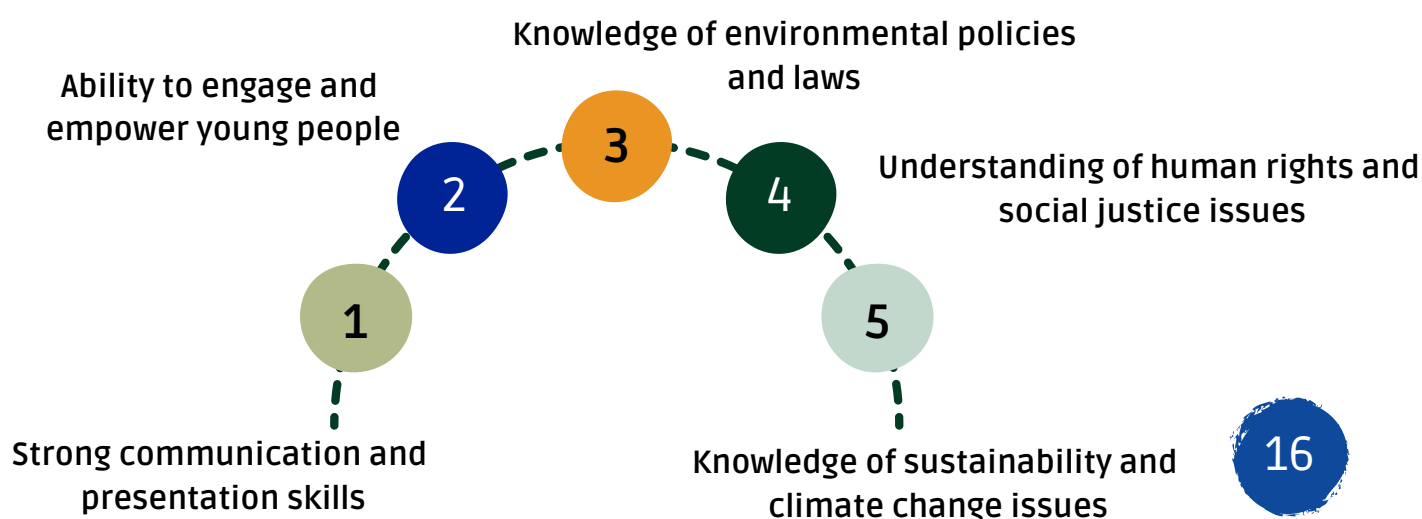 Knowledge of environmental policies
and laws
Ability to engage and
empower young people
3
2
4
Understanding of human rights and
social justice issues
1
5
Strong communication and
presentation skills
Knowledge of sustainability and
climate change issues
16